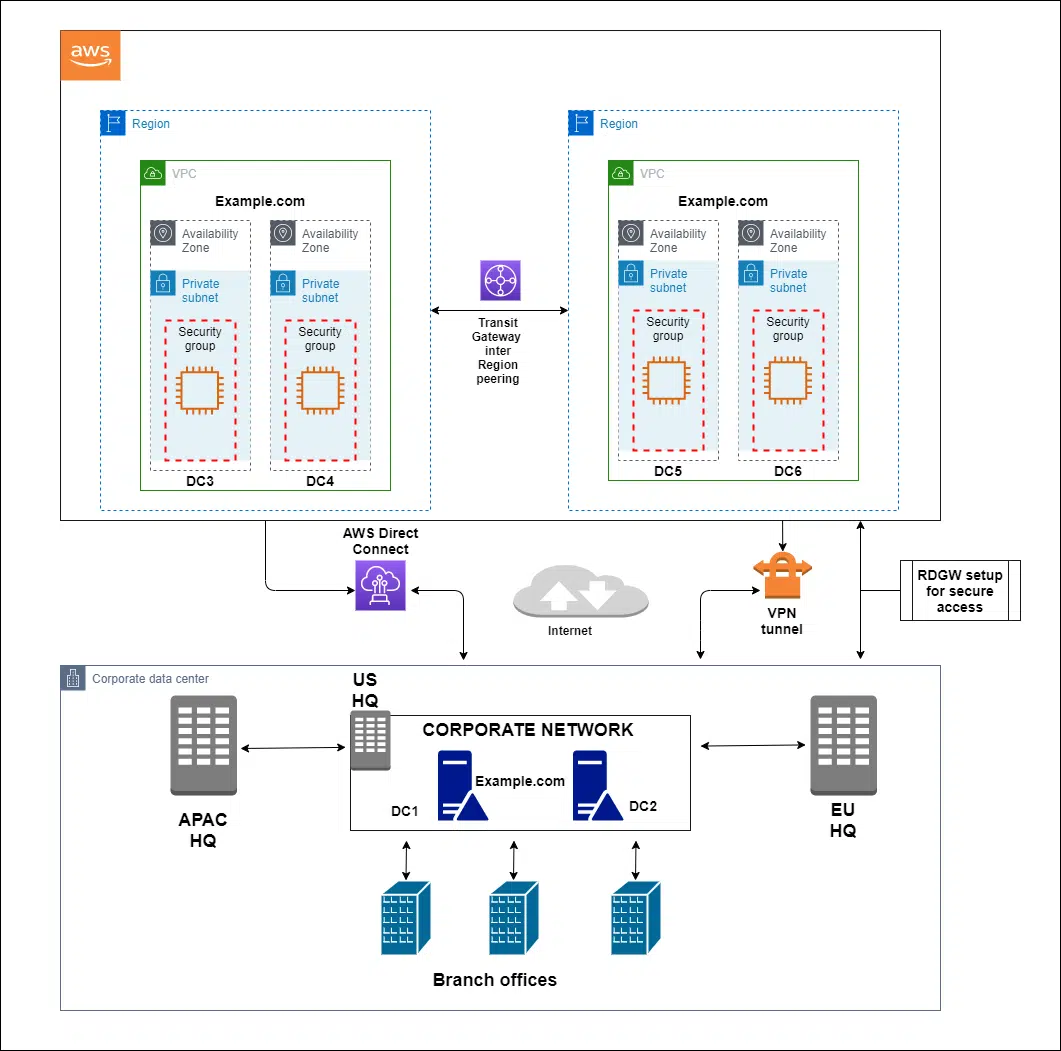 aws
Region
Region
VPC
VPC
Example.com
Example.com
Availability
Zone
Availability
Zone
Availability
Zone
Availability
Zone
Private
subnet
Private
subnet
Private
subnet
Private
subnet
Security
group
Security
group
Security
group
Security
group
Transit
Gateway
inter
Region
peering
DC3
DC4
DC5
DC6
AWS Direct
Connect
Internet
VPN
tunnel
RDGW setup
for secure
access
Corporate data center
US
HQ
CORPORATE NETWORK
Example.com
DC1
DC2
APAC
HQ
EU
HQ
Branch offices